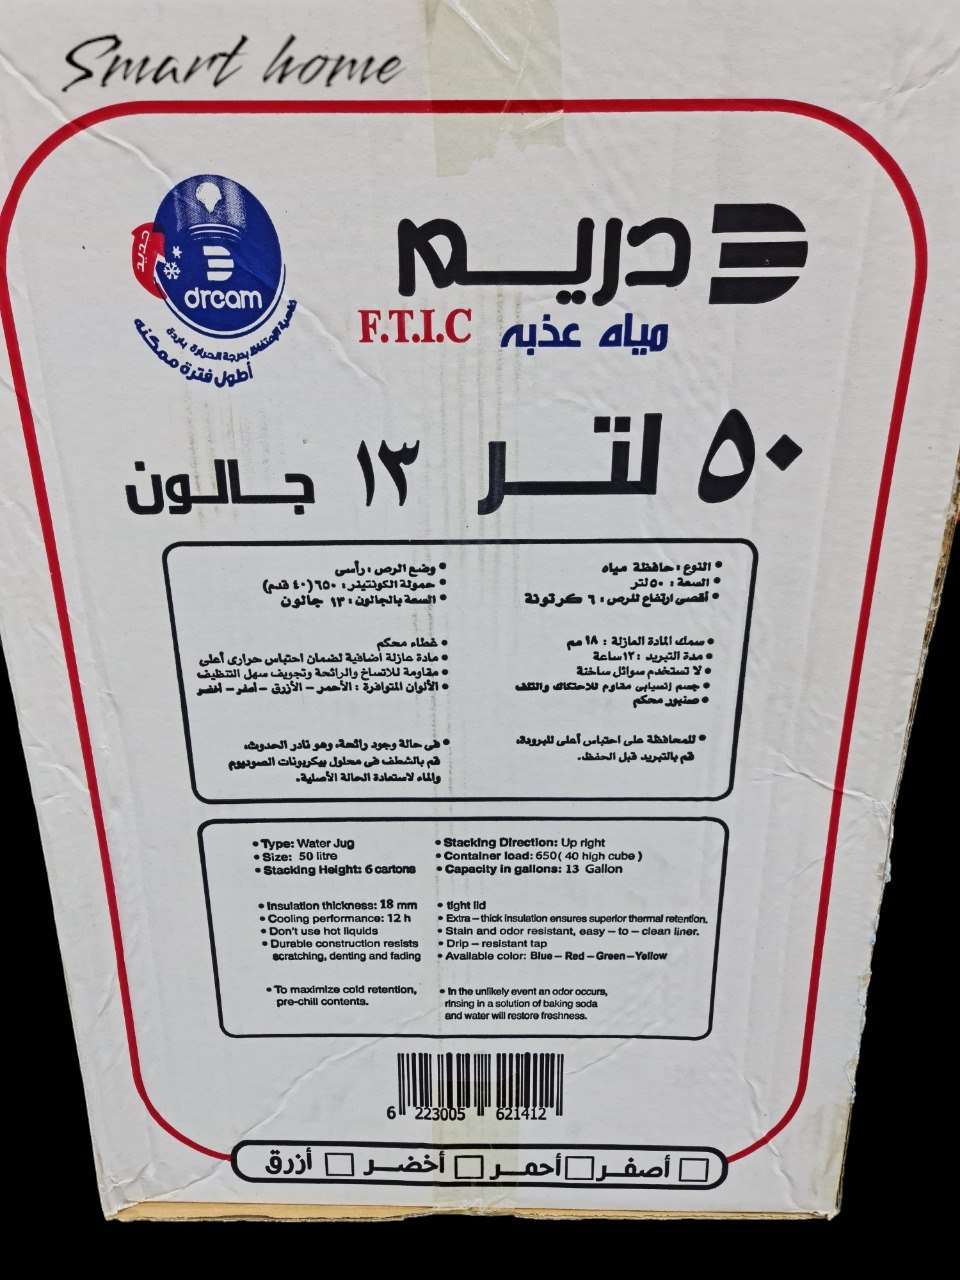 Smart home
دريم
جديد
dream
خاصية الإحتفاظ بدرجة الحرارة باردة
أطول فترة ممكنه
مياه عذبه F.T.I.C
٥٠ لتر ١٣ جالون
• النوع : حافظة مياه
• السعة : ٥٠ لتر
• أقصى ارتفاع للرص : ٦ كرتونة
• سمك المادة العازلة : ١٨ مم
• مدة التبريد : ١٢ ساعة
• لا تستخدم سوائل ساخنة
• جسم إنسيابى مقاوم للاحتكاك والتلف
• صنبور محكم
• للمحافظة على احتباس أعلى للبرودة،
قم بالتبريد قبل الحفظ.
• وضع الرص : رأسى
• حمولة الكونتينر : ٦٥٠ (٤٠ قدم)
• السعة بالجالون : ١٣ جالون
• غطاء محكم
• مادة عازلة اضافية لضمان احتباس حرارى أعلى
• مقاومة للاتساخ والرائحة وتجويف سهل التنظيف
• الألوان المتوافرة : الأحمر – الأزرق – أصفر – أخضر
• فى حالة وجود رائحة، وهو نادر الحدوث،
قم بالشطف فى محلول بيكربونات الصوديوم
والماء لاستعادة الحالة الأصلية.
• Type: Water Jug
• Size: 50 litre
• Stacking Height: 6 cartons
• Insulation thickness: 18 mm
• Cooling performance: 12 h
• Don't use hot liquids
• Durable construction resists
scratching, denting and fading
• To maximize cold retention,
pre-chill contents.
• Stacking Direction: Up right
• Container load: 650( 40 high cube )
• Capacity in gallons: 13 Gallon
• tight lid
• Extra – thick insulation ensures superior thermal retention.
• Stain and odor resistant, easy – to – clean liner.
• Drip – resistant tap
• Available color: Blue – Red – Green – Yellow
• In the unlikely event an odor occurs,
rinsing in a solution of baking soda
and water will restore freshness.
6 223005 621412
أصفر أحمر أخضر أزرق